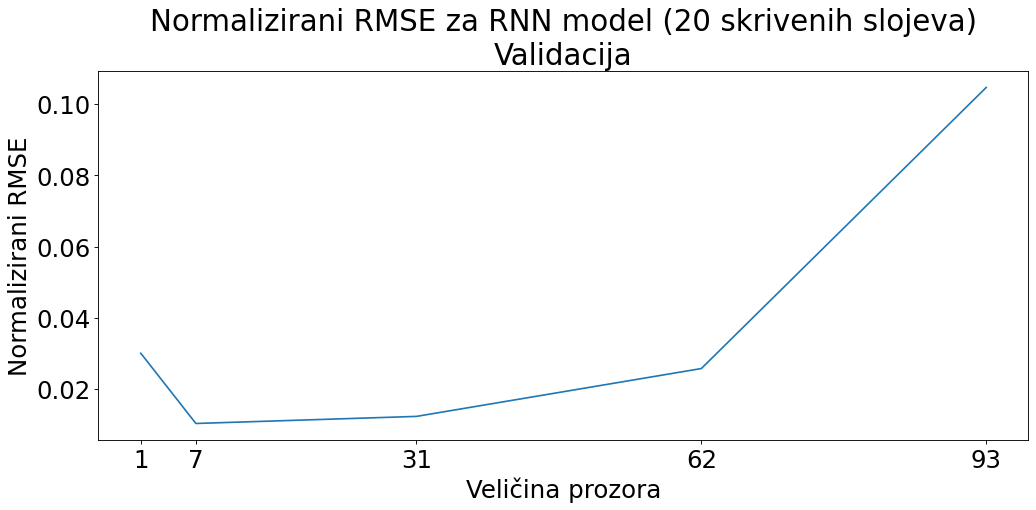 Normalizirani RMSE za RNN model (20 skrivenih slojeva)
Validacija
Normalizirani RMSE
0.10
0.08
0.06
0.04
0.02
1 7 31 62 93
Veličina prozora